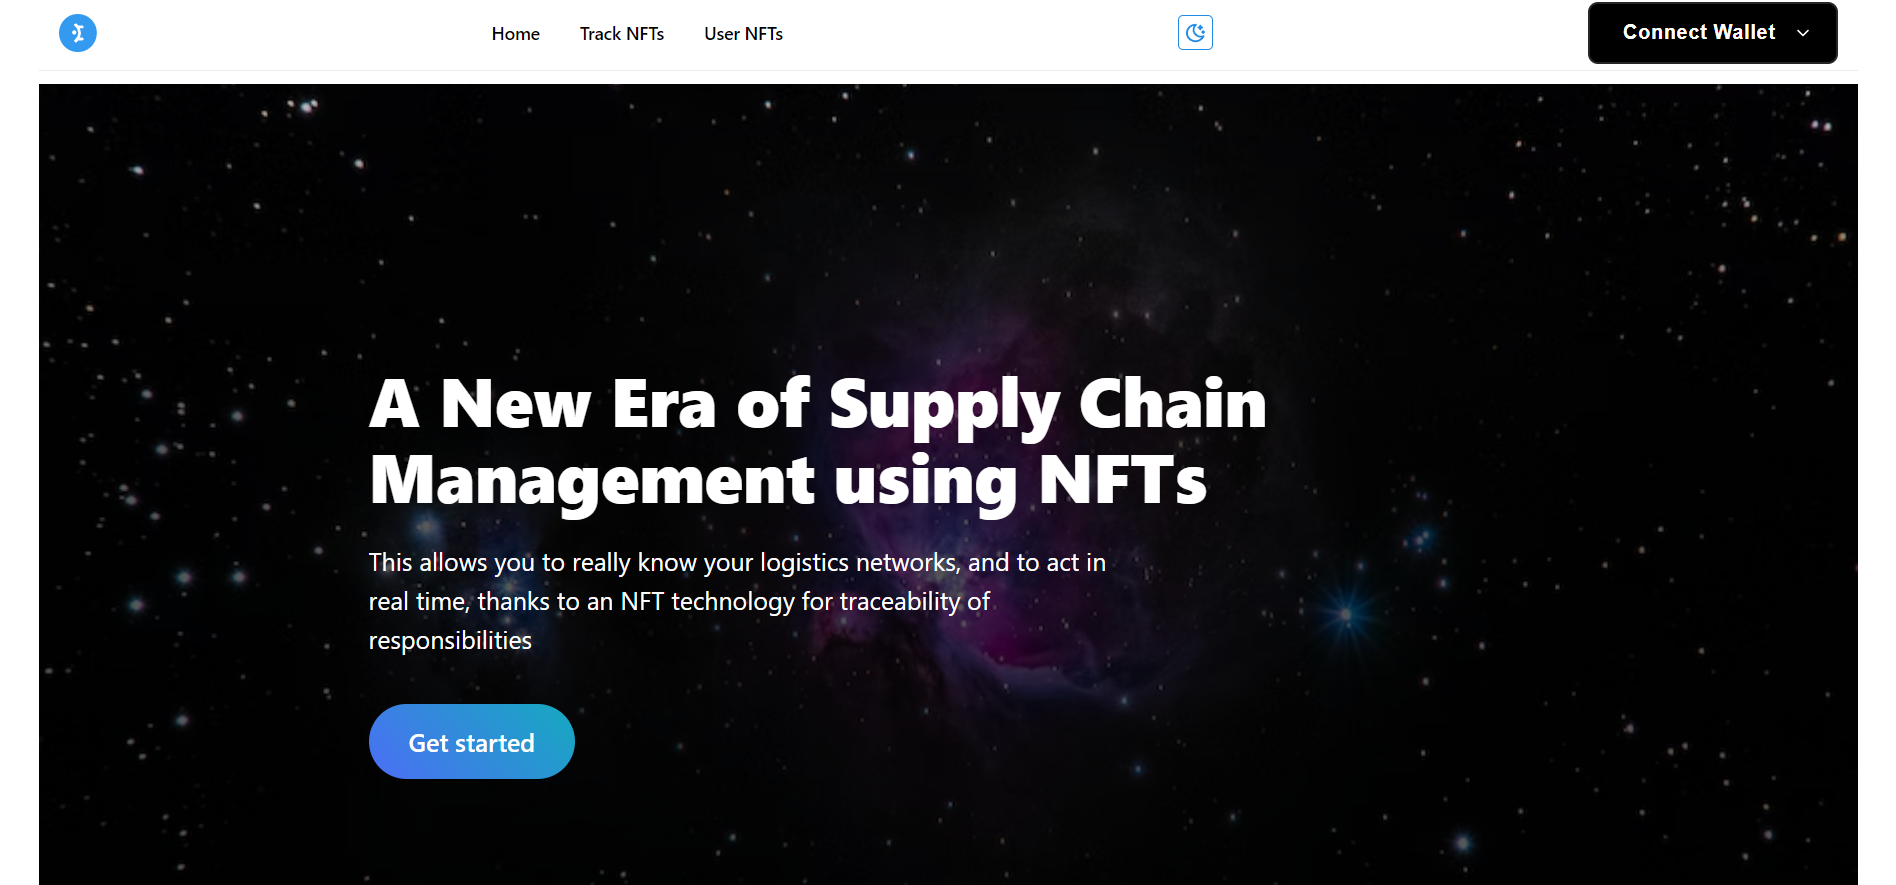 Home
Track NFTs
User NFTs
Connect Wallet
A New Era of Supply Chain
Management using NFTs
This allows you to really know your logistics networks, and to act in
real time, thanks to an NFT technology for traceability of
responsibilities
Get started